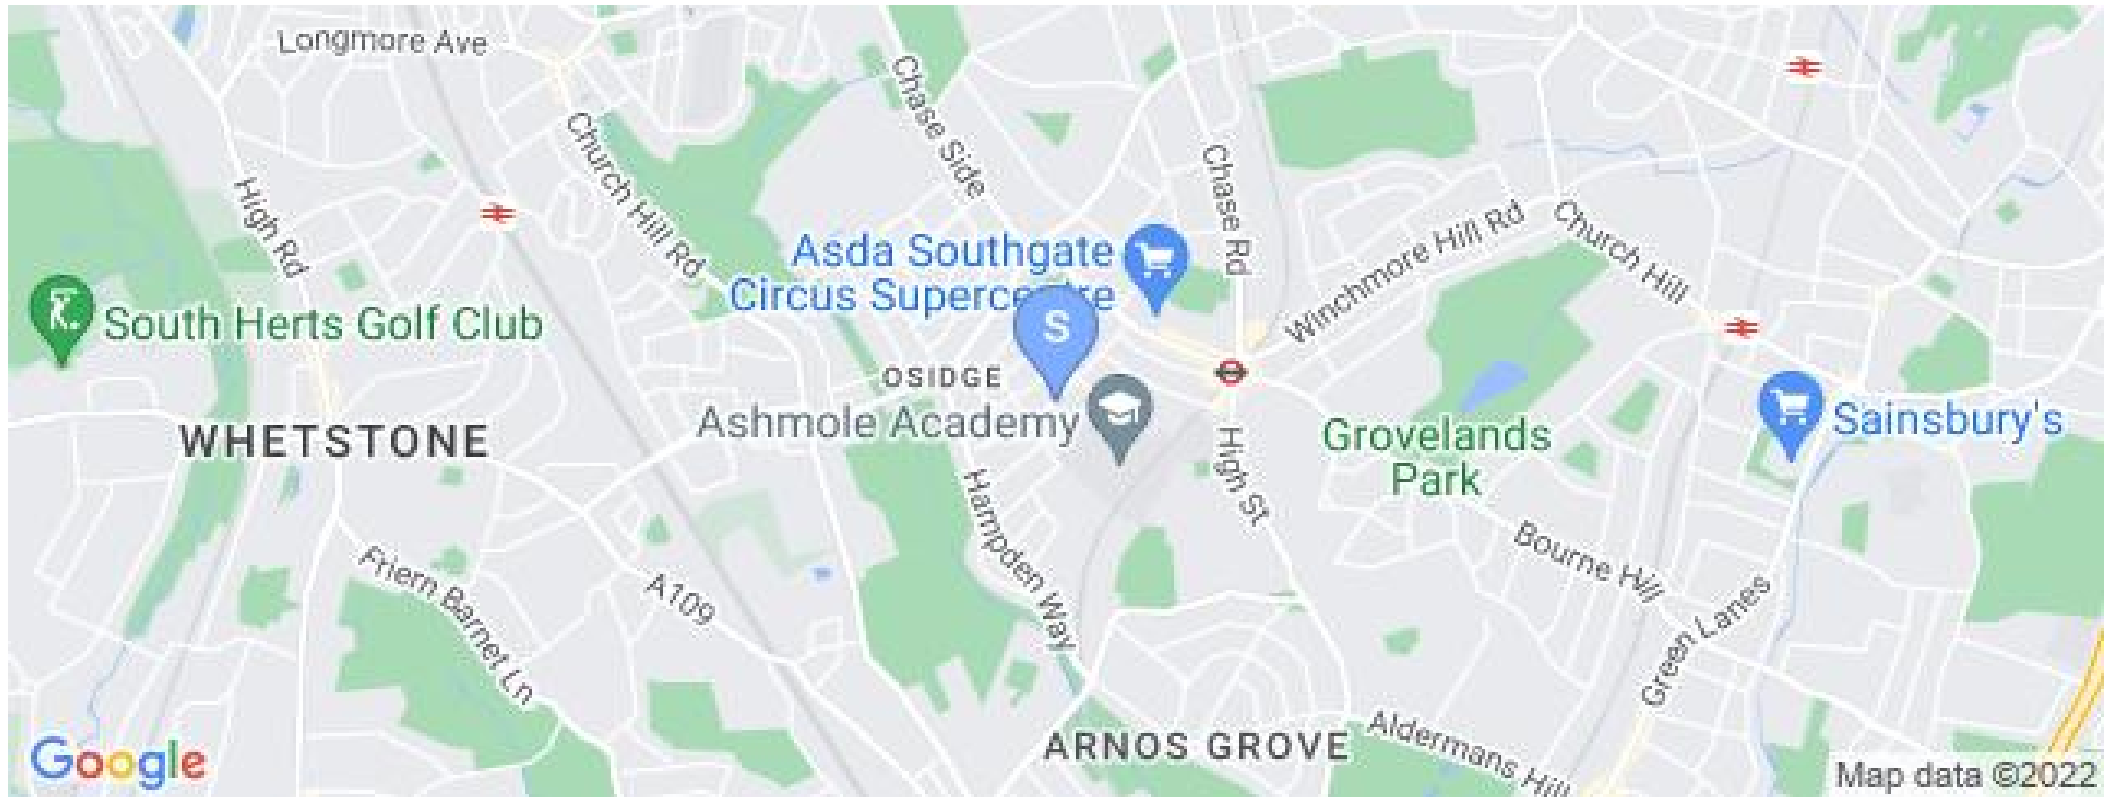 Longmore Ave
Chase Side
Church Hill Rd
Chase Rd
High Rd
Winchmore Hill Rd
Church Hill
Asda Southgate
Circus Supercentre
S
South Herts Golf Club
OSIDGE
Ashmole Academy
WHETSTONE
Grovelands
Park
Sainsbury's
High St
Hampden Way
Bourne Hill
Friern Barnet Ln
A109
Green Lanes
ARNOS GROVE
Aldermans Hill
Google
Map data ©2022